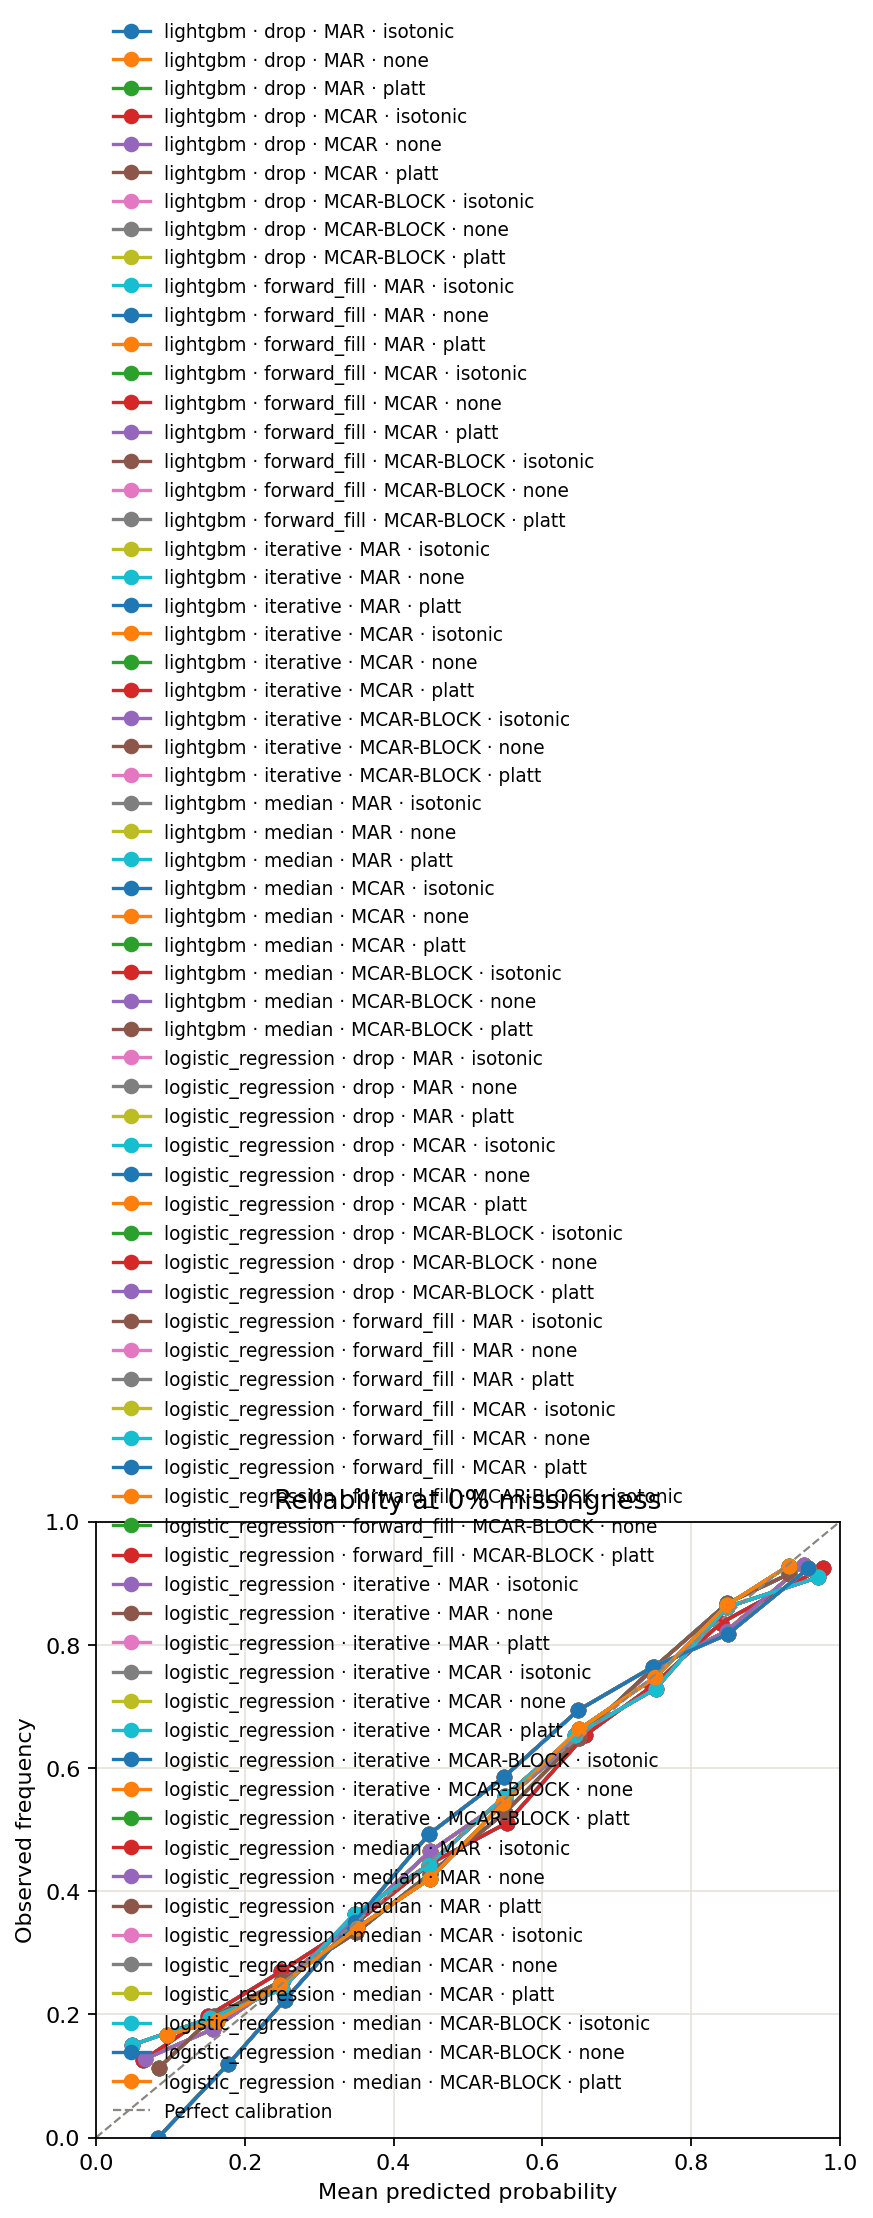 lightgbm · drop · MAR · isotonic
lightgbm · drop · MAR · none
lightgbm · drop · MAR · platt
lightgbm · drop · MCAR · isotonic
lightgbm · drop · MCAR · none
lightgbm · drop · MCAR · platt
lightgbm · drop · MCAR-BLOCK · isotonic
lightgbm · drop · MCAR-BLOCK · none
lightgbm · drop · MCAR-BLOCK · platt
lightgbm · forward_fill · MAR · isotonic
lightgbm · forward_fill · MAR · none
lightgbm · forward_fill · MAR · platt
lightgbm · forward_fill · MCAR · isotonic
lightgbm · forward_fill · MCAR · none
lightgbm · forward_fill · MCAR · platt
lightgbm · forward_fill · MCAR-BLOCK · isotonic
lightgbm · forward_fill · MCAR-BLOCK · none
lightgbm · forward_fill · MCAR-BLOCK · platt
lightgbm · iterative · MAR · isotonic
lightgbm · iterative · MAR · none
lightgbm · iterative · MAR · platt
lightgbm · iterative · MCAR · isotonic
lightgbm · iterative · MCAR · none
lightgbm · iterative · MCAR · platt
lightgbm · iterative · MCAR-BLOCK · isotonic
lightgbm · iterative · MCAR-BLOCK · none
lightgbm · iterative · MCAR-BLOCK · platt
lightgbm · median · MAR · isotonic
lightgbm · median · MAR · none
lightgbm · median · MAR · platt
lightgbm · median · MCAR · isotonic
lightgbm · median · MCAR · none
lightgbm · median · MCAR · platt
lightgbm · median · MCAR-BLOCK · isotonic
lightgbm · median · MCAR-BLOCK · none
lightgbm · median · MCAR-BLOCK · platt
logistic_regression · drop · MAR · isotonic
logistic_regression · drop · MAR · none
logistic_regression · drop · MAR · platt
logistic_regression · drop · MCAR · isotonic
logistic_regression · drop · MCAR · none
logistic_regression · drop · MCAR · platt
logistic_regression · drop · MCAR-BLOCK · isotonic
logistic_regression · drop · MCAR-BLOCK · none
logistic_regression · drop · MCAR-BLOCK · platt
logistic_regression · forward_fill · MAR · isotonic
logistic_regression · forward_fill · MAR · none
logistic_regression · forward_fill · MAR · platt
logistic_regression · forward_fill · MCAR · isotonic
logistic_regression · forward_fill · MCAR · none
logistic_regression · forward_fill · MCAR · platt
logistic_regression · forward_fill · MCAR-BLOCK · isotonic
Reliability at 0% missingness
logistic_regression · forward_fill · MCAR-BLOCK · none
logistic_regression · forward_fill · MCAR-BLOCK · platt
logistic_regression · iterative · MAR · isotonic
logistic_regression · iterative · MAR · none
logistic_regression · iterative · MAR · platt
logistic_regression · iterative · MCAR · isotonic
logistic_regression · iterative · MCAR · none
logistic_regression · iterative · MCAR · platt
logistic_regression · iterative · MCAR-BLOCK · isotonic
logistic_regression · iterative · MCAR-BLOCK · none
logistic_regression · iterative · MCAR-BLOCK · platt
logistic_regression · median · MAR · isotonic
logistic_regression · median · MAR · none
logistic_regression · median · MAR · platt
logistic_regression · median · MCAR · isotonic
logistic_regression · median · MCAR · none
logistic_regression · median · MCAR · platt
logistic_regression · median · MCAR-BLOCK · isotonic
logistic_regression · median · MCAR-BLOCK · none
logistic_regression · median · MCAR-BLOCK · platt
Perfect calibration
1.0
0.8
0.6
0.4
0.2
0.0
Observed frequency
0.0 0.2 0.4 0.6 0.8 1.0
Mean predicted probability